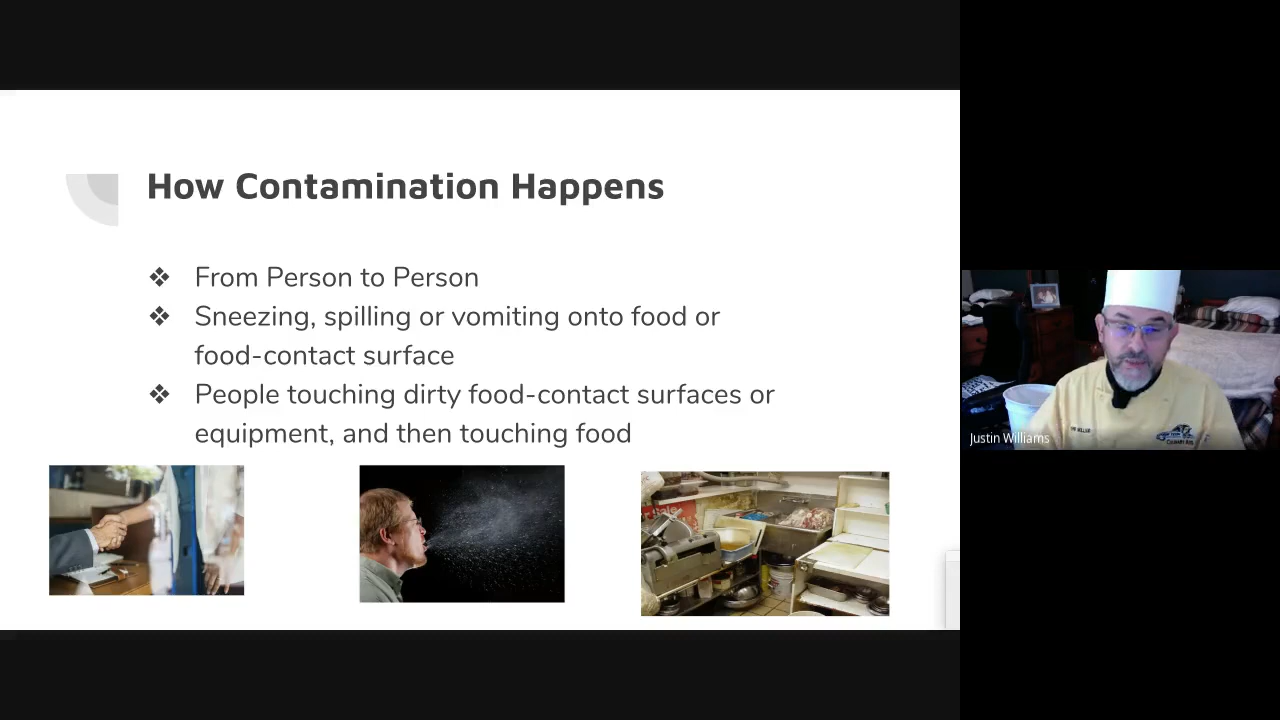 How Contamination Happens
❖ From Person to Person
❖ Sneezing, spilling or vomiting onto food or
food-contact surface
❖ People touching dirty food-contact surfaces or
equipment, and then touching food
Justin Williams